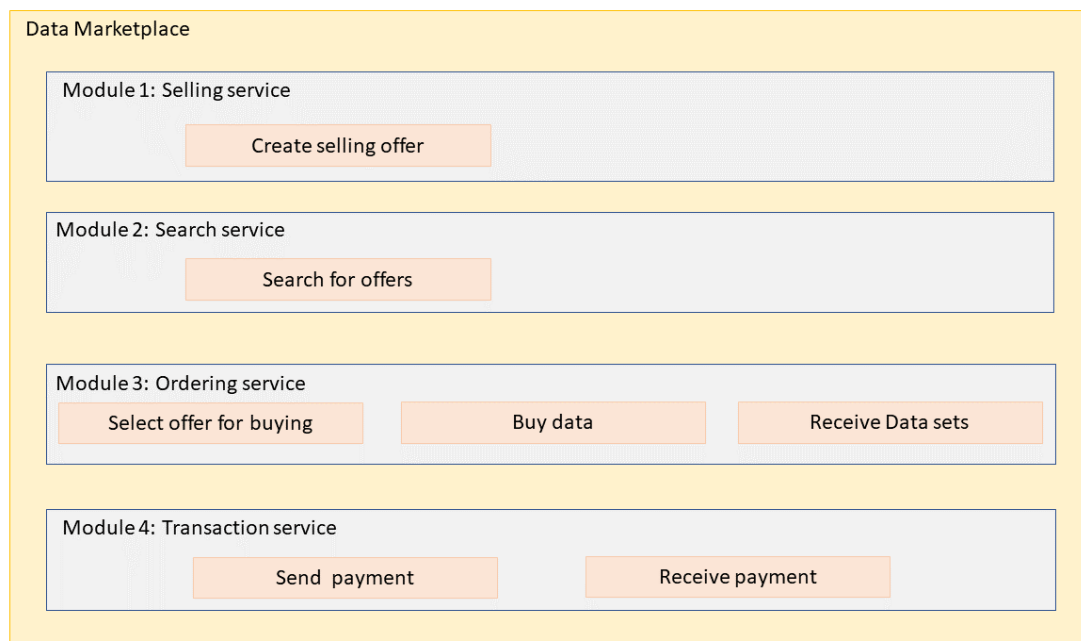 Data Marketplace
Module 1: Selling service
Create selling offer
Module 2: Search service
Search for offers
Module 3: Ordering service
Select offer for buying
Buy data
Receive Data sets
Module 4: Transaction service
Send payment
Receive payment